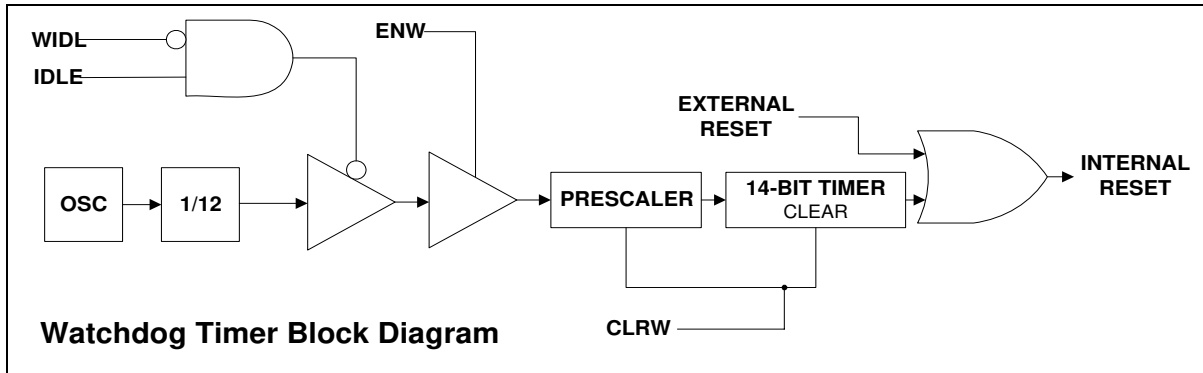 WIDL
IDLE
ENW
EXTERNAL
RESET
INTERNAL
RESET
OSC
1/12
PRESCALER
14-BIT TIMER
CLEAR
CLRW
Watchdog Timer Block Diagram